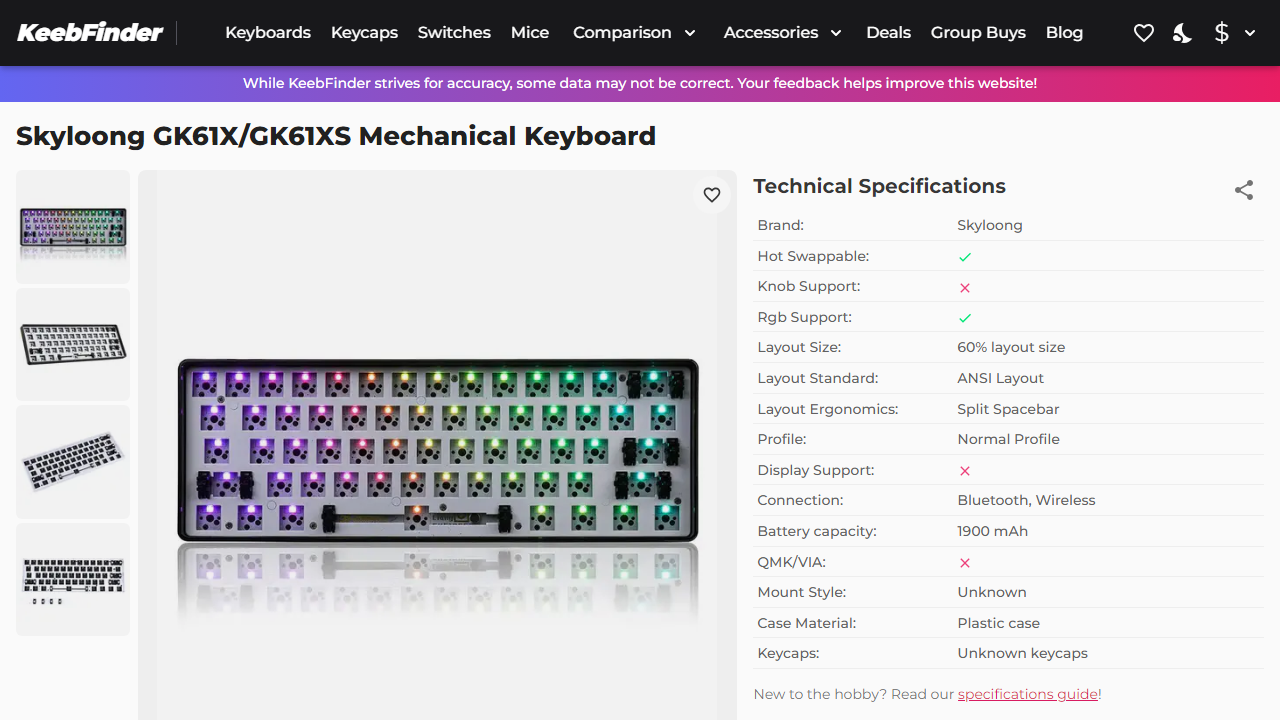 KeebFinder
Keyboards Keycaps Switches Mice Comparison Accessories Deals Group Buys Blog
While KeebFinder strives for accuracy, some data may not be correct. Your feedback helps improve this website!
Skyloong GK61X/GK61XS Mechanical Keyboard
Technical Specifications
Brand: Skyloong
Hot Swappable:
Knob Support:
Rgb Support:
Layout Size: 60% layout size
Layout Standard: ANSI Layout
Layout Ergonomics: Split Spacebar
Profile: Normal Profile
Display Support:
Connection: Bluetooth, Wireless
Battery capacity: 1900 mAh
QMK/VIA:
Mount Style: Unknown
Case Material: Plastic case
Keycaps: Unknown keycaps
New to the hobby? Read our specifications guide!